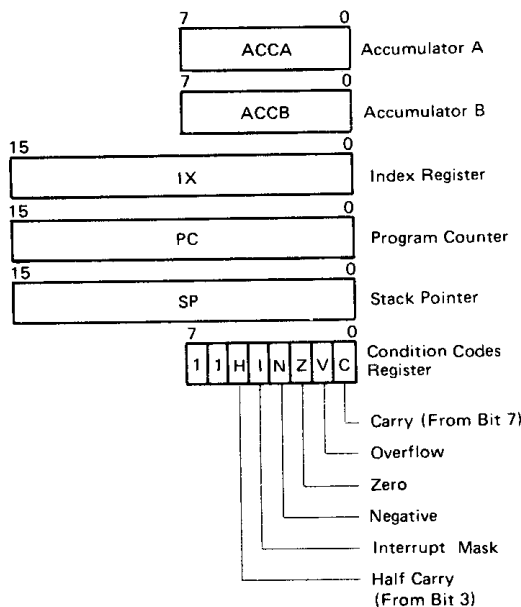 7 0
ACCA Accumulator A
7 0
ACCB Accumulator B
15 0
IX Index Register
15 0
PC Program Counter
15 0
SP Stack Pointer
7 0
1 1 H I N Z V C Condition Codes
Register
Carry (From Bit 7)
Overflow
Zero
Negative
Interrupt Mask
Half Carry
(From Bit 3)